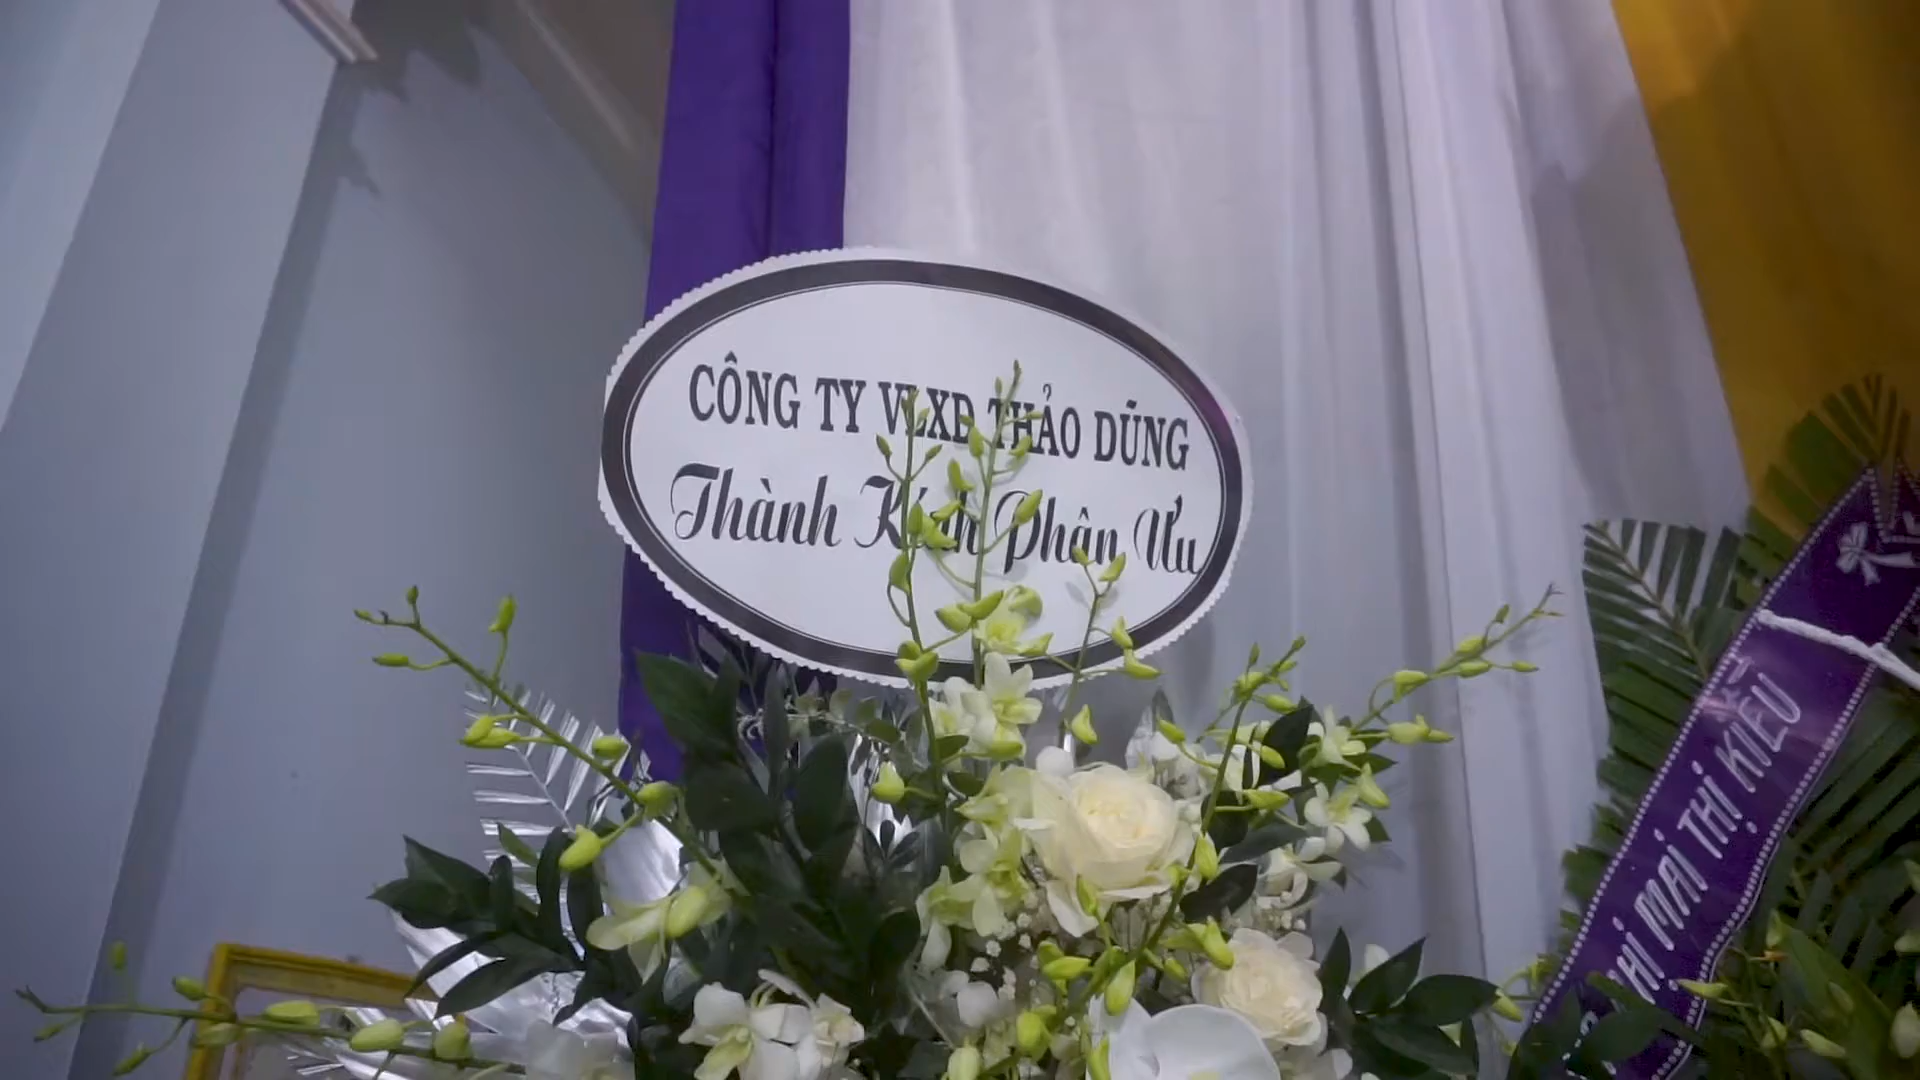 CÔNG TY VLXD THẢO DŨNG
Thành Kính Phân Ưu
MAI THỊ KIỀU